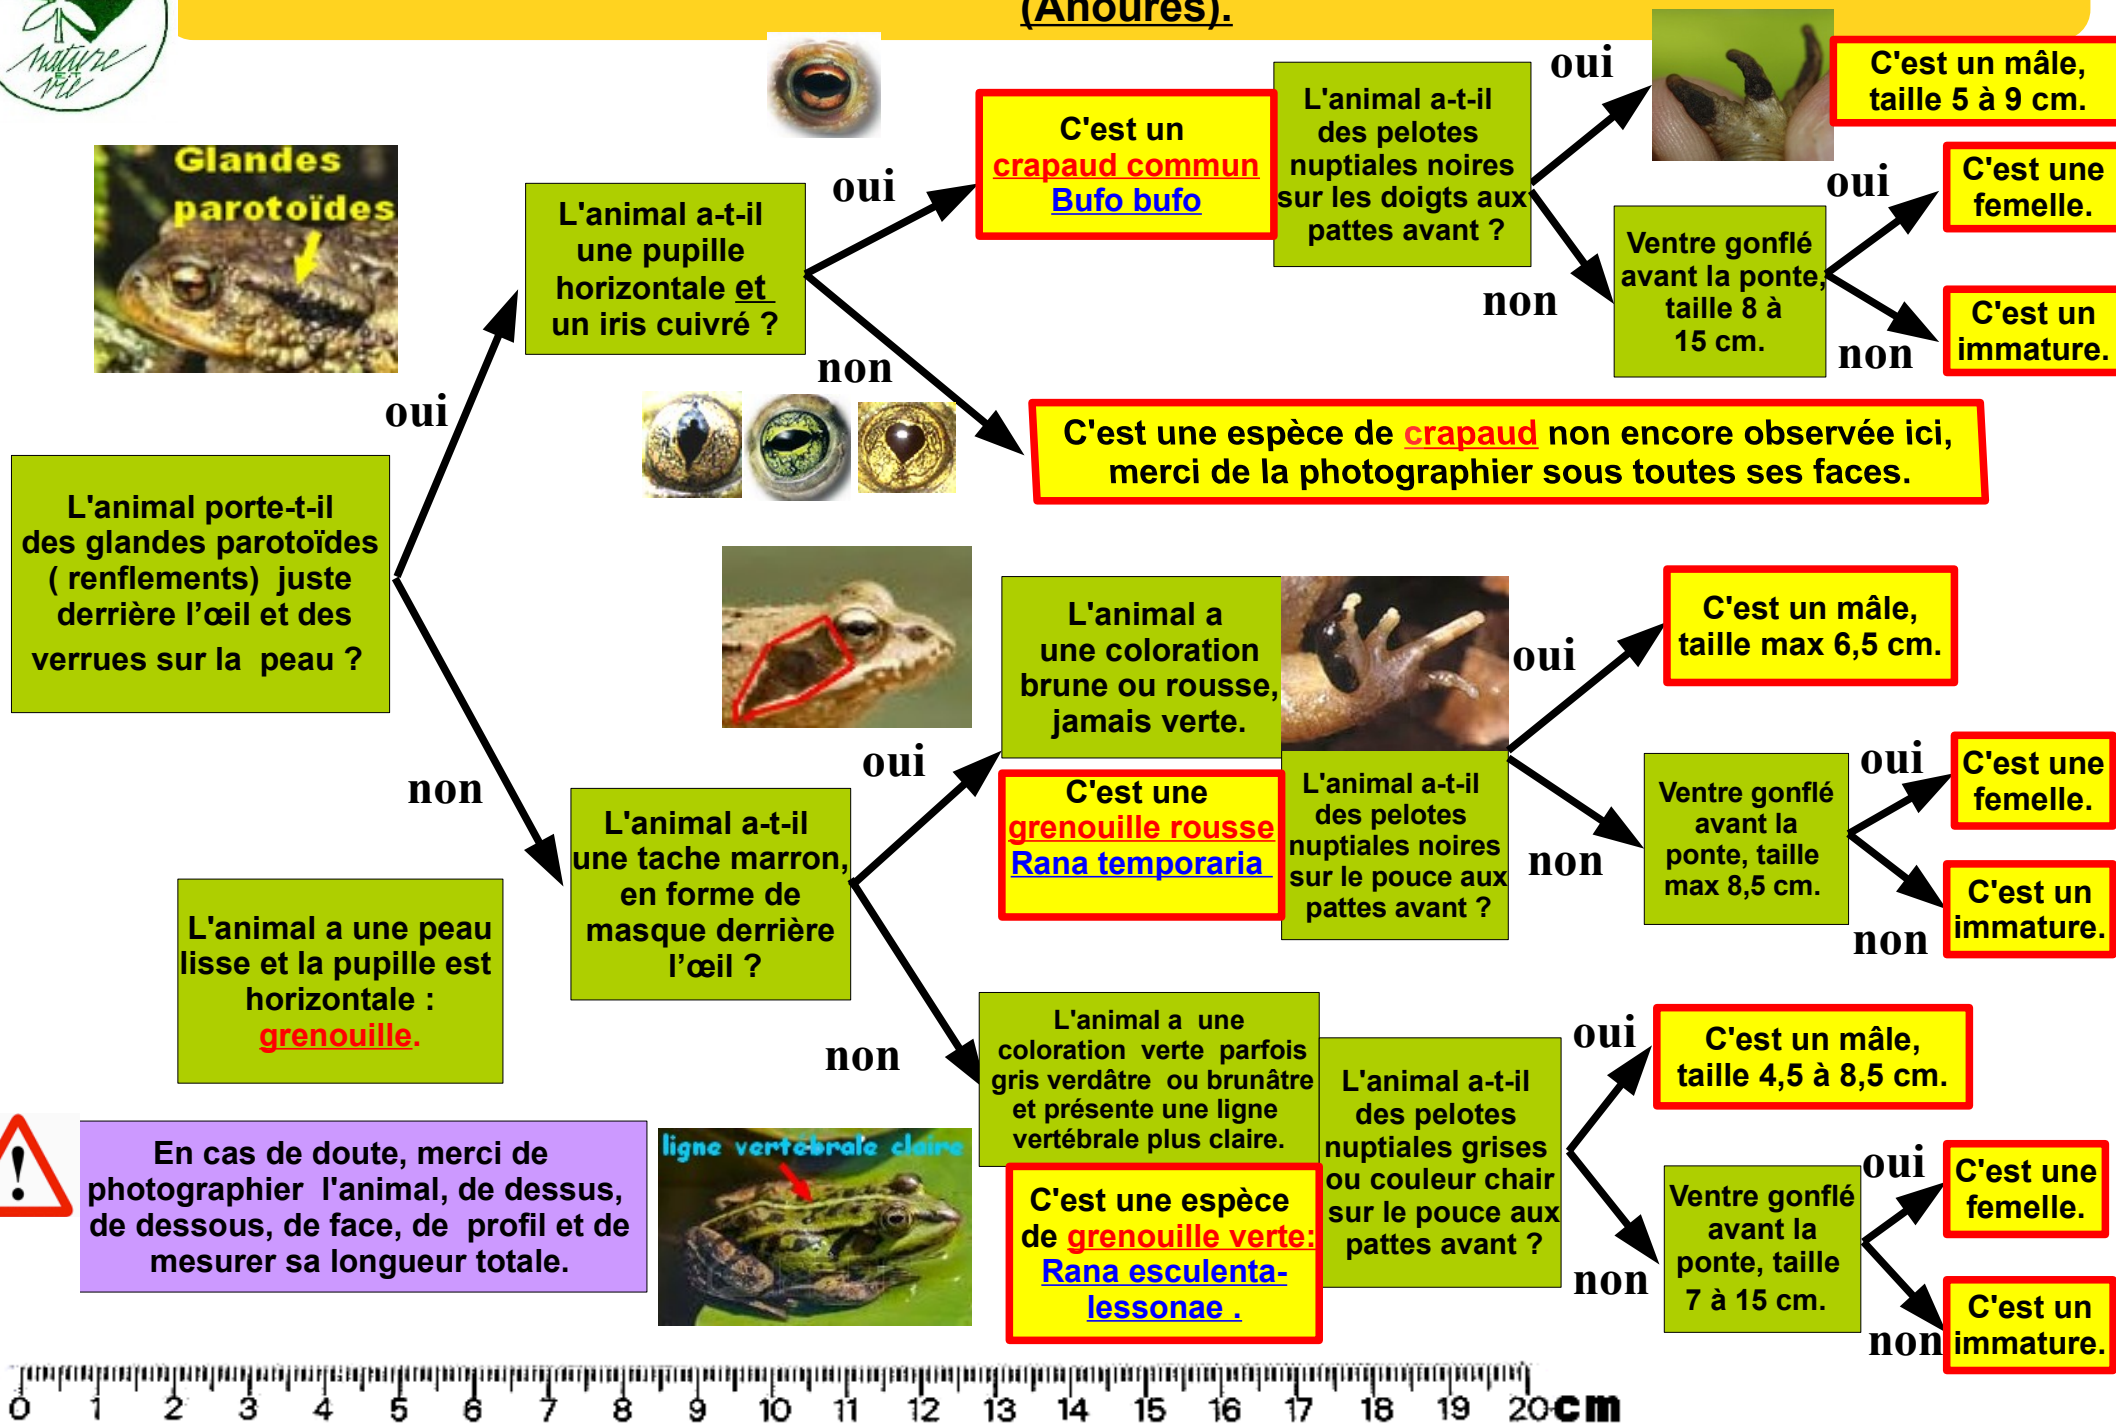 (Anoures).
nature
ET
vie
Glandes
parotoïdes
L'animal porte-t-il
des glandes parotoïdes
( renflements) juste
derrière l'œil et des
verrues sur la peau ?
oui
non
L'animal a-t-il
une pupille
horizontale et
un iris cuivré ?
oui
non
C'est un
crapaud commun
Bufo bufo
L'animal a-t-il
des pelotes
nuptiales noires
sur les doigts aux
pattes avant ?
oui
non
C'est un mâle,
taille 5 à 9 cm.
Ventre gonflé
avant la ponte,
taille 8 à
15 cm.
oui
non
C'est une
femelle.
C'est un
immature.
C'est une espèce de crapaud non encore observée ici,
merci de la photographier sous toutes ses faces.
L'animal a une peau
lisse et la pupille est
horizontale :
grenouille.
L'animal a-t-il
une tache marron,
en forme de
masque derrière
l'œil ?
oui
non
L'animal a
une coloration
brune ou rousse,
jamais verte.
C'est une
grenouille rousse
Rana temporaria
L'animal a-t-il
des pelotes
nuptiales noires
sur le pouce aux
pattes avant ?
oui
non
C'est un mâle,
taille max 6,5 cm.
Ventre gonflé
avant la
ponte, taille
max 8,5 cm.
oui
non
C'est une
femelle.
C'est un
immature.
L'animal a une
coloration verte parfois
gris verdâtre ou brunâtre
et présente une ligne
vertébrale plus claire.
C'est une espèce
de grenouille verte:
Rana esculenta-
lessonae .
L'animal a-t-il
des pelotes
nuptiales grises
ou couleur chair
sur le pouce aux
pattes avant ?
oui
non
C'est un mâle,
taille 4,5 à 8,5 cm.
Ventre gonflé
avant la
ponte, taille
7 à 15 cm.
oui
non
C'est une
femelle.
C'est un
immature.
!
En cas de doute, merci de
photographier l'animal, de dessus,
de dessous, de face, de profil et de
mesurer sa longueur totale.
ligne vertébrale claire
0 1 2 3 4 5 6 7 8 9 10 11 12 13 14 15 16 17 18 19 20 cm